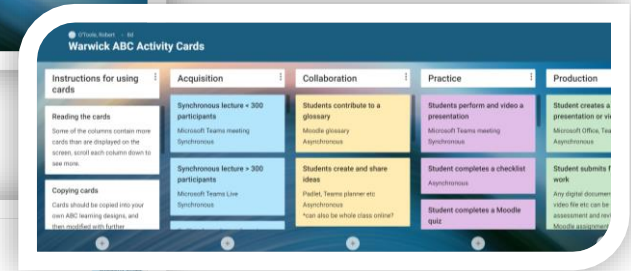 O'Toole, Robert • 8d
Warwick ABC Activity Cards
Instructions for using
cards
Reading the cards
Some of the columns contain more
cards than are displayed on the
screen, scroll each column down to
see more.
Copying cards
Cards should be copied into your
own ABC learning designs, and
then modified with further
Acquisition
Synchronous lecture < 300
participants
Microsoft Teams meeting
Synchronous
Synchronous lecture > 300
participants
Microsoft Teams Live
Synchronous
Collaboration
Students contribute to a
glossary
Moodle glossary
Asynchronous
Students create and share
ideas
Padlet, Teams planner etc
Asynchronous
*can also be whole class online?
Practice
Students perform and video a
presentation
Microsoft Teams meeting
Synchronous
Student completes a checklist
Asynchronous
Student completes a Moodle
quiz
Production
Student creates a
presentation or vi
Microsoft Office, Tea
Asynchronous
Student submits f
work
Any digital documen
video file etc can be
assessment and revi
Moodle assignment